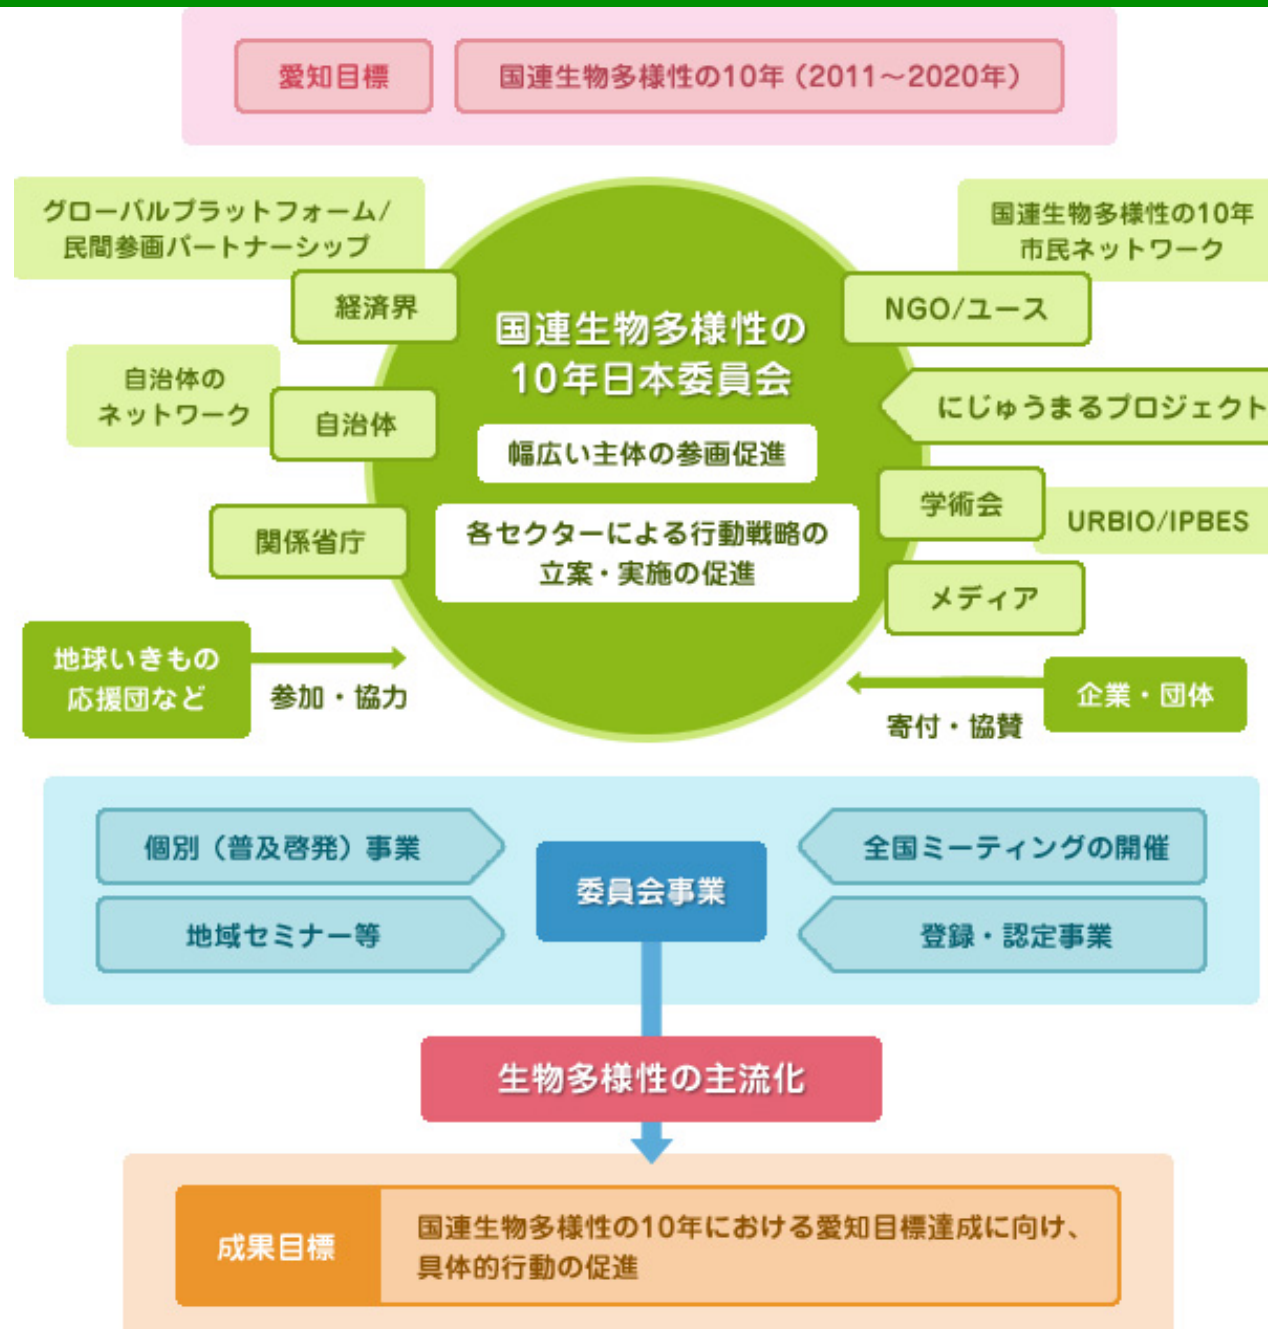 愛知目標
国連生物多様性の10年（2011～2020年）
グローバルプラットフォーム/
民間参画パートナーシップ
経済界
自治体の
ネットワーク
自治体
関係省庁
地球いきもの
応援団など
参加・協力
国連生物多様性の
10年日本委員会
幅広い主体の参画促進
各セクターによる行動戦略の
立案・実施の促進
国連生物多様性の10年
市民ネットワーク
NGO/ユース
にじゅうまるプロジェクト
学術会
URBIO/IPBES
メディア
企業・団体
寄付・協賛
個別（普及啓発）事業
地域セミナー等
委員会事業
全国ミーティングの開催
登録・認定事業
生物多様性の主流化
成果目標
国連生物多様性の10年における愛知目標達成に向け、
具体的行動の促進